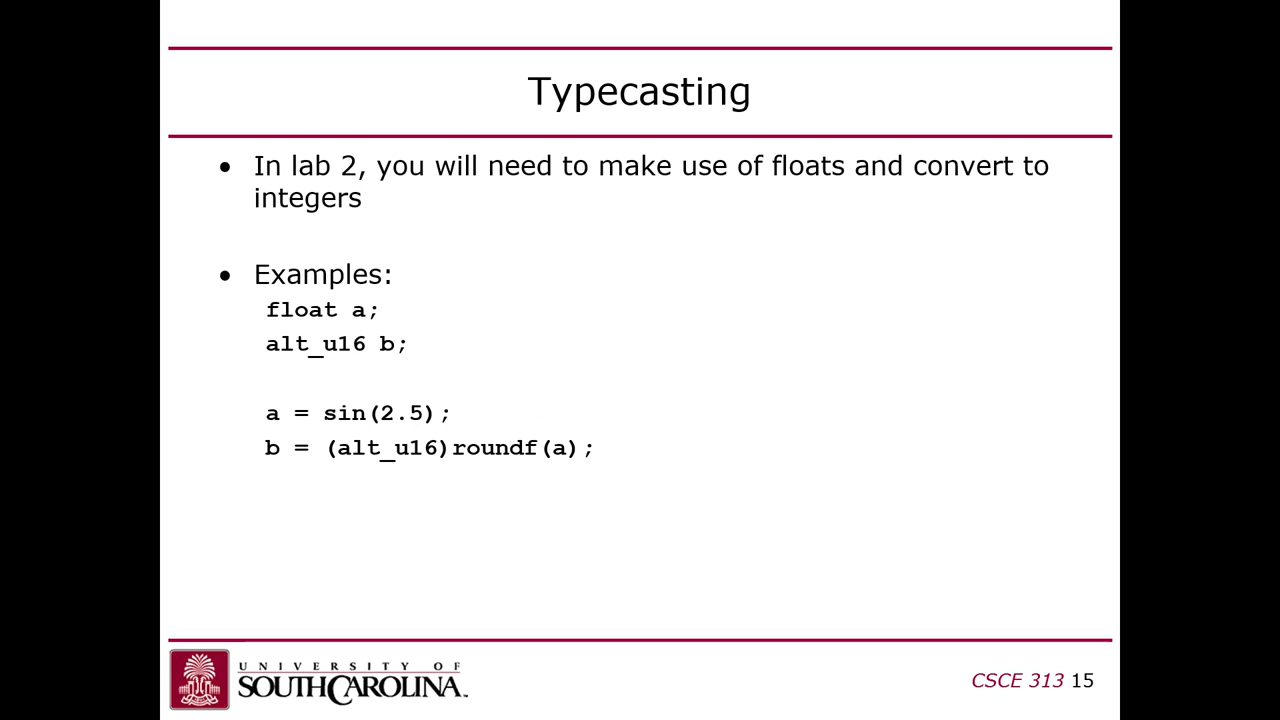 Typecasting
• In lab 2, you will need to make use of floats and convert to
integers
• Examples:
float a;
alt_u16 b;
a = sin(2.5);
b = (alt_u16)roundf(a);
UNIVERSITY OF
SOUTH CAROLINA™
CSCE 313 15